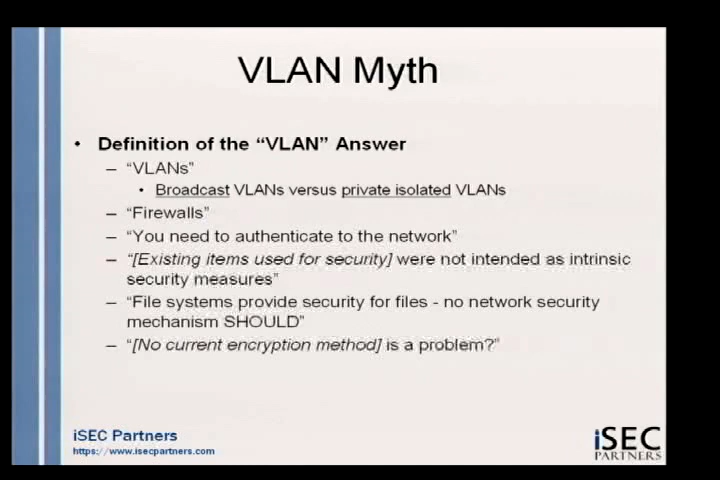 VLAN Myth
• Definition of the “VLAN” Answer
– “VLANs”
• Broadcast VLANs versus private isolated VLANs
– “Firewalls”
– “You need to authenticate to the network”
– “[Existing items used for security] were not intended as intrinsic
security measures”
– “File systems provide security for files - no network security
mechanism SHOULD”
– “[No current encryption method] is a problem?”
iSEC Partners
https://www.isecpartners.com
iSEC
PARTNERS